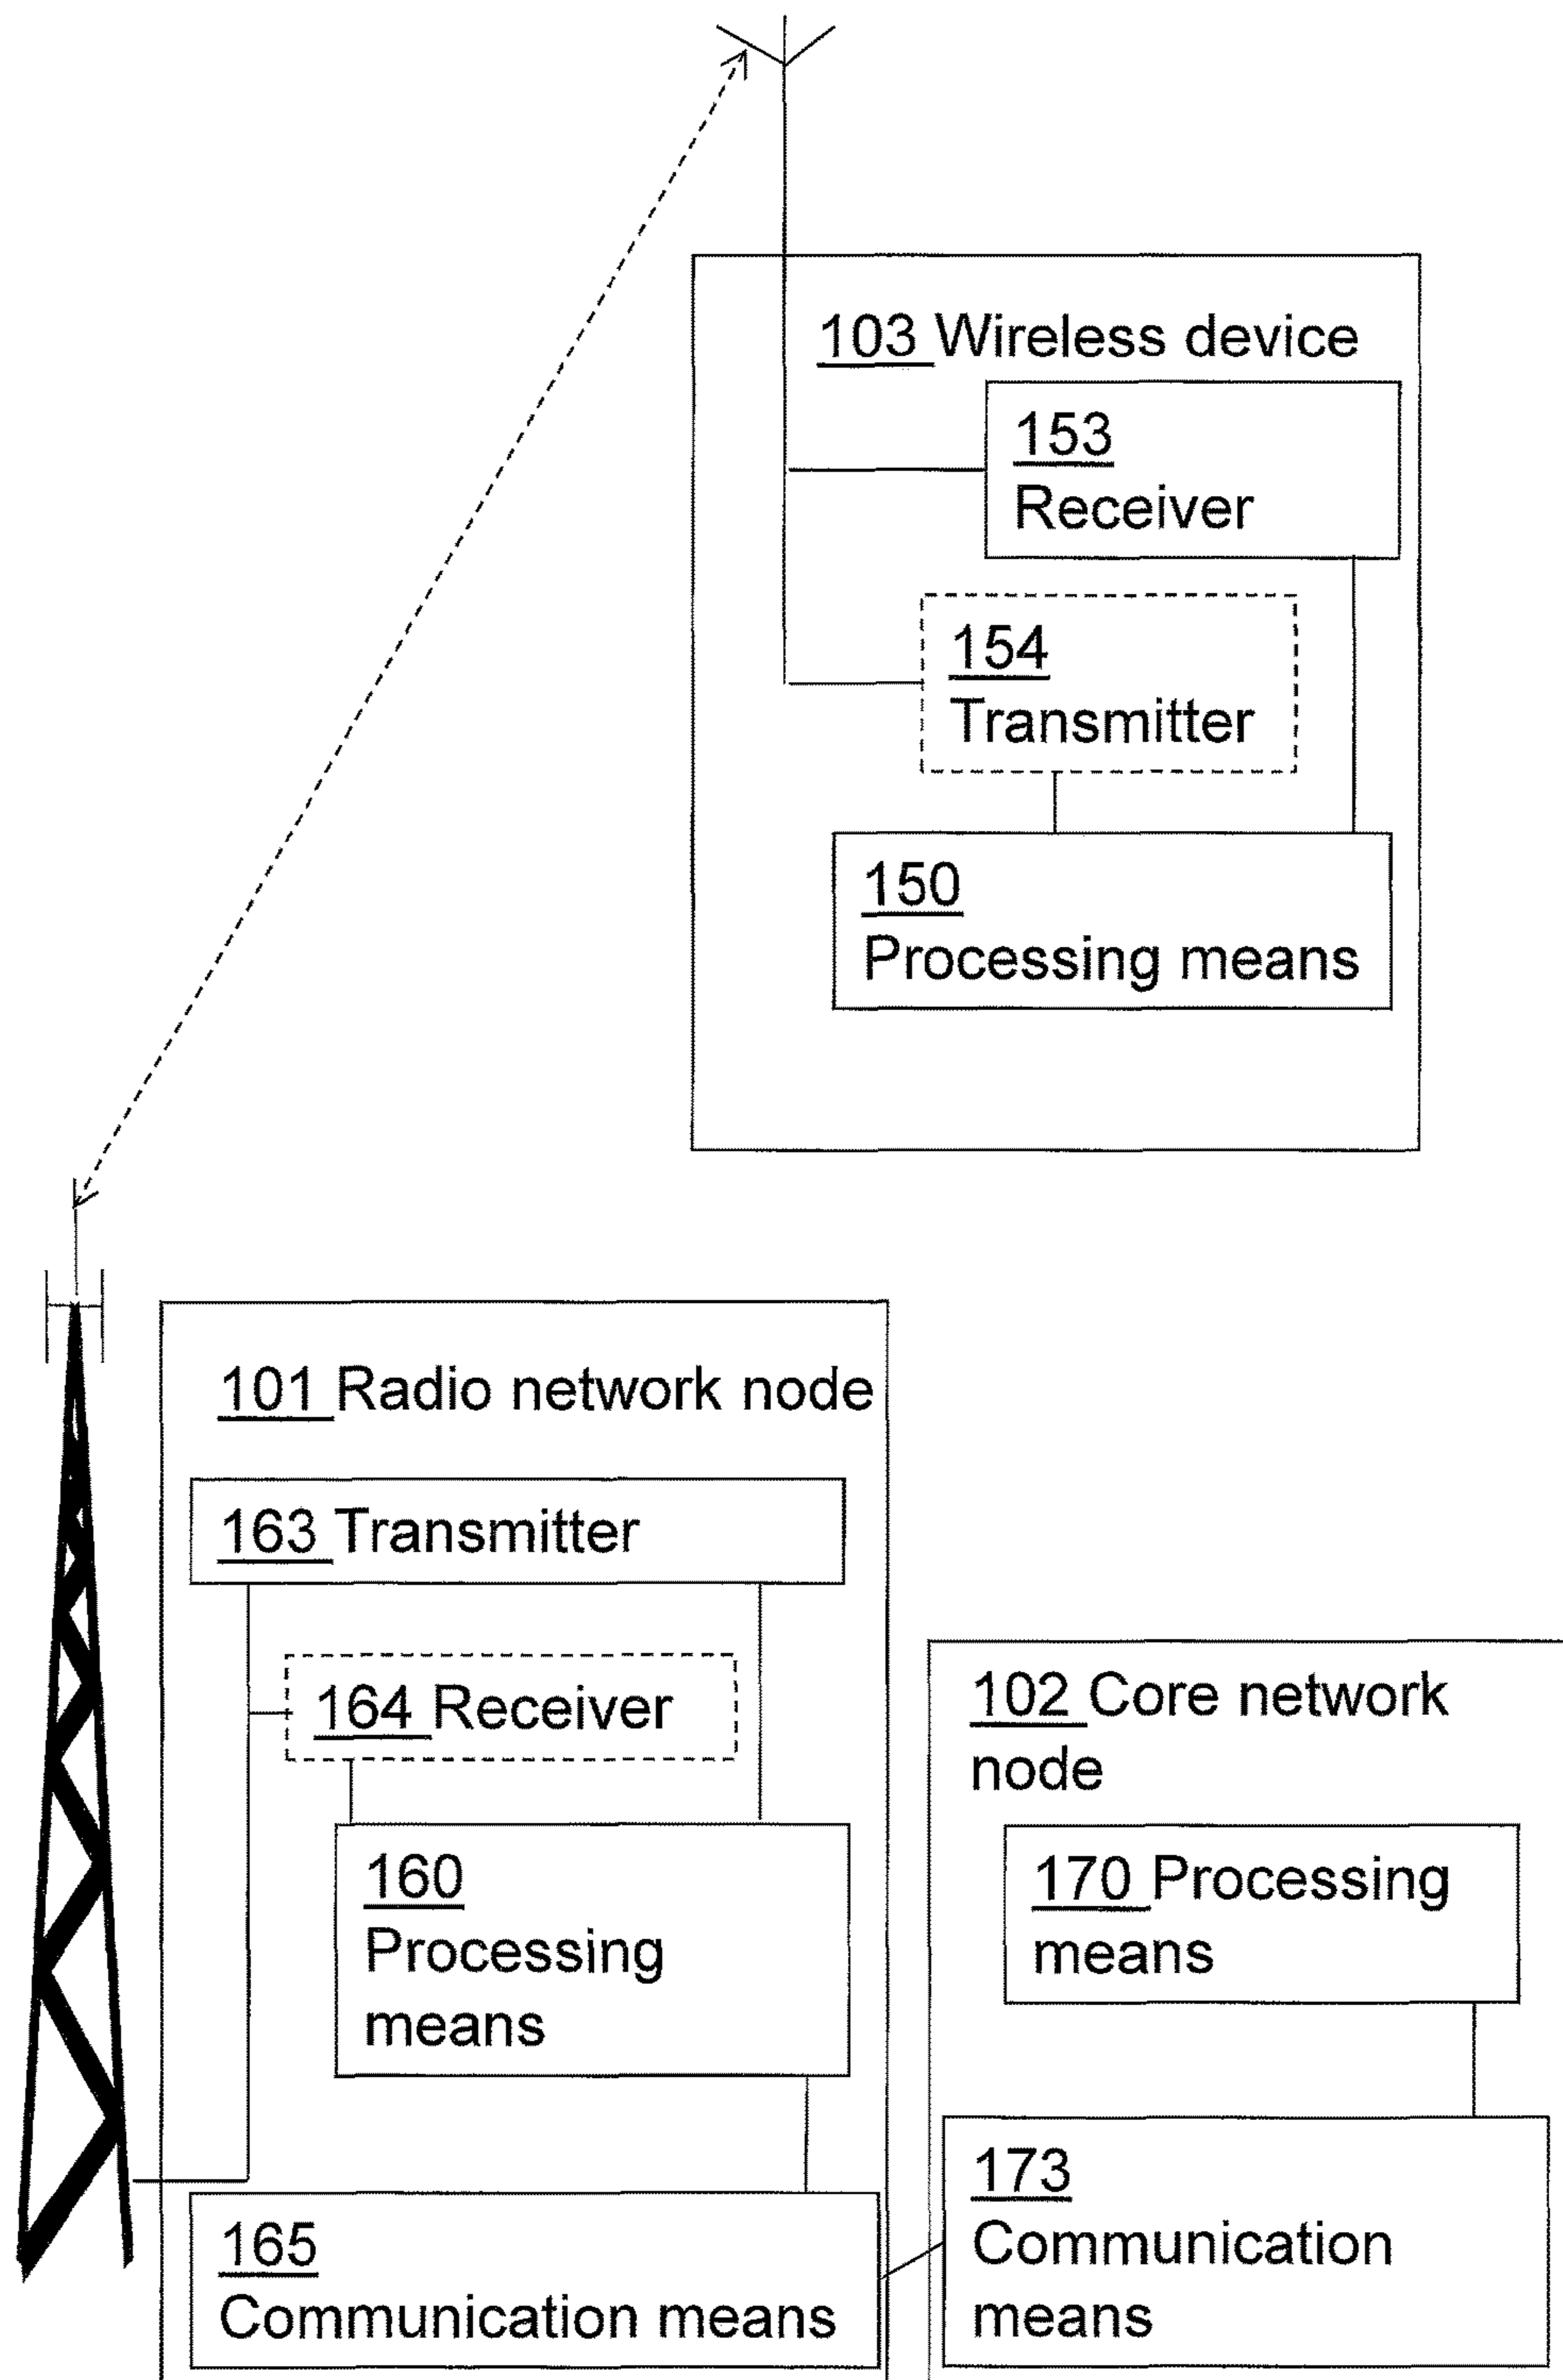 103 Wireless device
153
Receiver
154
Transmitter
150
Processing means
101 Radio network node
163 Transmitter
164 Receiver
160
Processing
means
165
Communication means
102 Core network
node
170 Processing
means
173
Communication
means